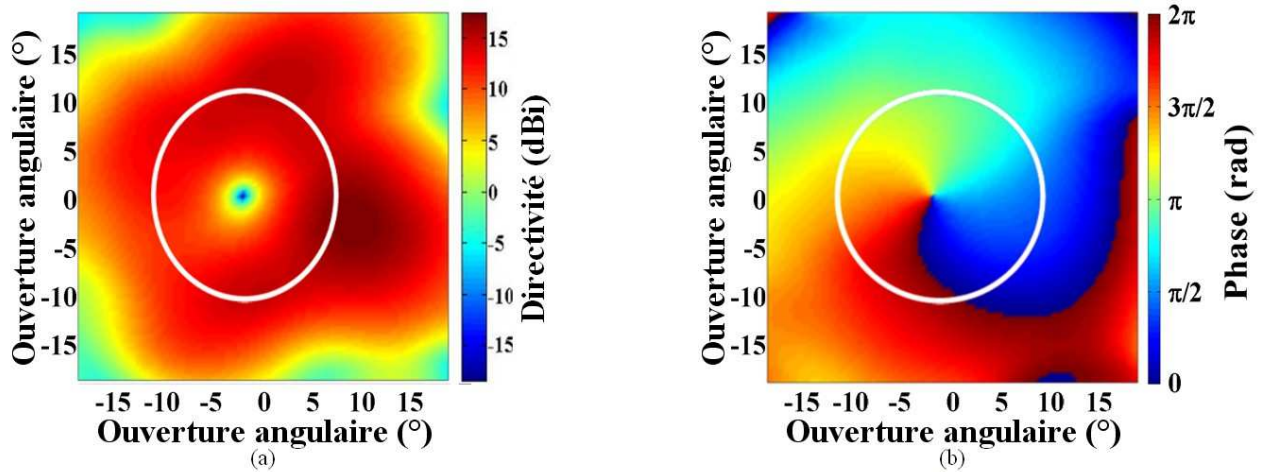 Ouverture angulaire (°)
15
10
5
0
-5
-10
-15
-15 -10 -5 0 5 10 15
Ouverture angulaire (°)
(a)
15
10
5
0
-5
-10
-15
Directivité (dBi)
Ouverture angulaire (°)
15
10
5
0
-5
-10
-15
-15 -10 -5 0 5 10 15
Ouverture angulaire (°)
(b)
2π
3π/2
π
π/2
0
Phase (rad)